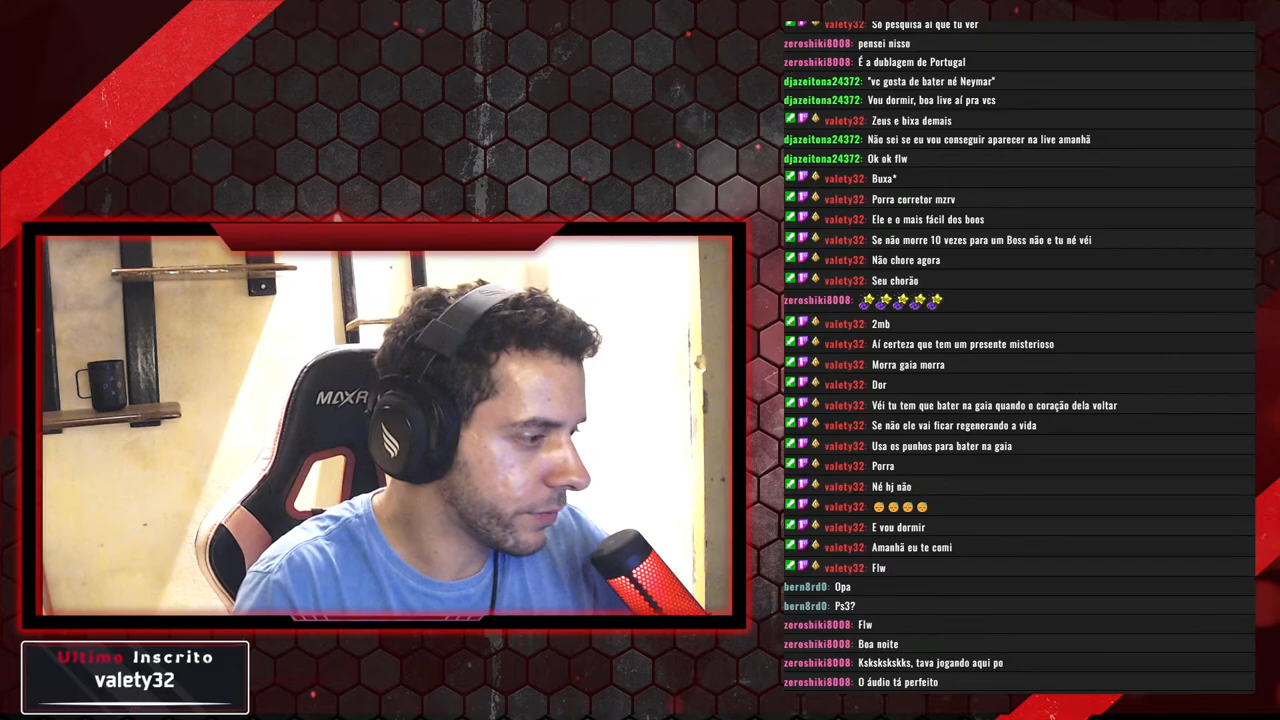 valety32: Só pesquisa aí que tu ver
zeroshiki8008: pensei nisso
zeroshiki8008: É a dublagem de Portugal
djazeitona24372: "vc gosta de bater né Neymar"
djazeitona24372: Vou dormir, boa live aí pra vcs
valety32: Zeus e bixa demais
djazeitona24372: Não sei se eu vou conseguir aparecer na live amanhã
djazeitona24372: Ok ok flw
valety32: Buxa*
valety32: Porra corretor mzrv
valety32: Ele e o mais fácil dos boos
valety32: Se não morre 10 vezes para um Boss não e tu né véi
valety32: Não chore agora
valety32: Seu chorão
zeroshiki8008:
valety32: 2mb
valety32: Aí certeza que tem um presente misterioso
valety32: Morra gaia morra
valety32: Dor
valety32: Véi tu tem que bater na gaia quando o coração dela voltar
valety32: Se não ele vai ficar regenerando a vida
valety32: Usa os punhos para bater na gaia
valety32: Porra
valety32: Né hj não
valety32: 😴 😴 😴 😴
valety32: E vou dormir
valety32: Amanhã eu te comi
valety32: Flw
bern8rd0: Opa
bern8rd0: Ps3?
zeroshiki8008: Flw
zeroshiki8008: Boa noite
zeroshiki8008: Ksksksksks, tava jogando aqui po
zeroshiki8008: O áudio tá perfeito
MAXR
Ultimo Inscrito
valety32